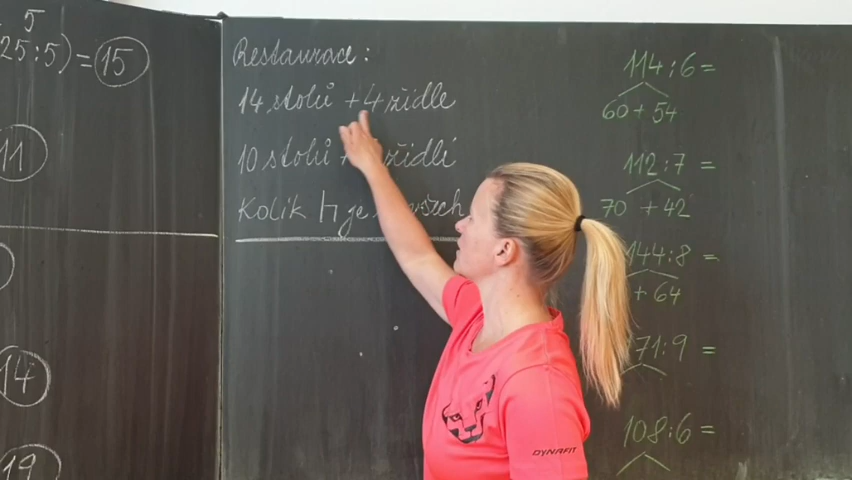 5
25:5) = 15
11
14
19
Restaurace:
14 stolů + 4 židle
10 stolů + židlí
Kolik je
114:6 =
60 + 54
112:7 =
70 + 42
144:8 =
+ 64
71:9 =
108:6 =
DYNAFIT